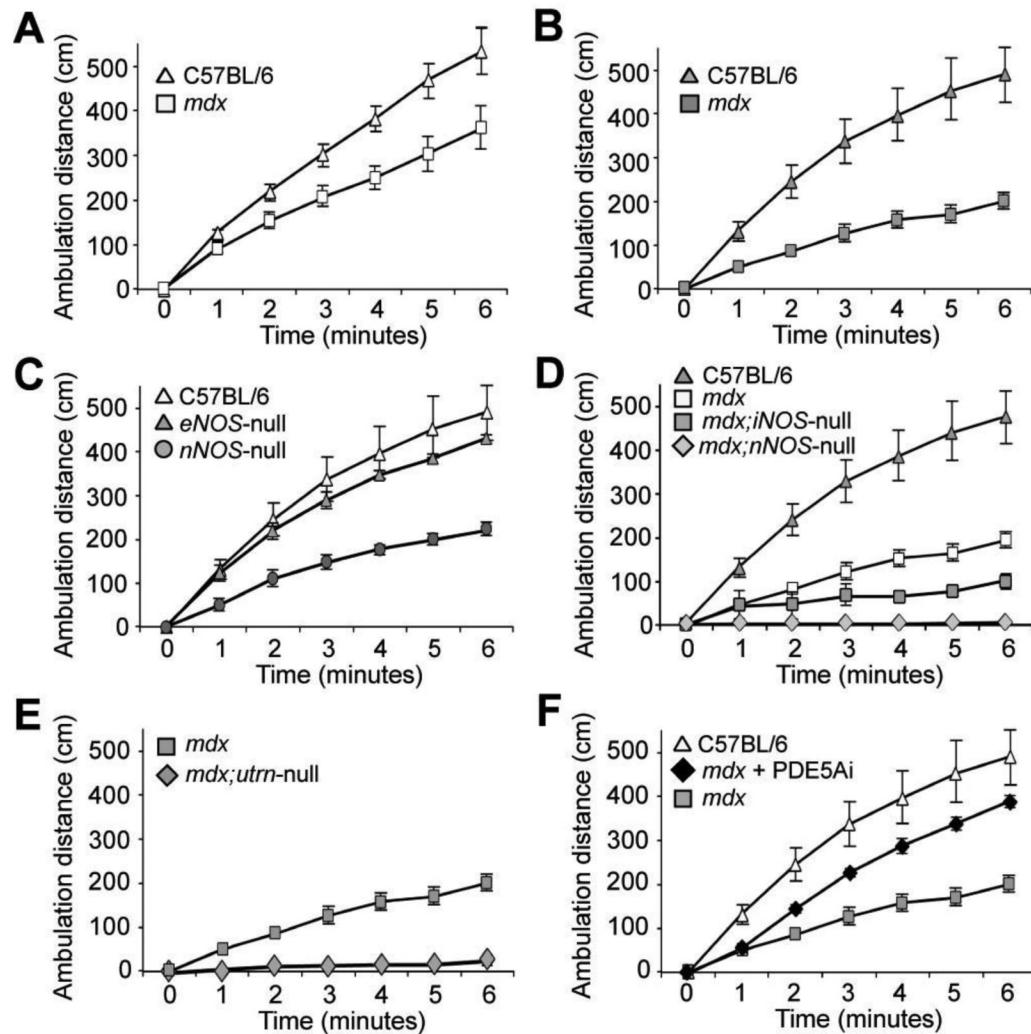 A
Ambulation distance (cm)
500
400
300
200
100
0
C57BL/6
mdx
0 1 2 3 4 5 6
Time (minutes)
B
Ambulation distance (cm)
500
400
300
200
100
0
C57BL/6
mdx
0 1 2 3 4 5 6
Time (minutes)
C
Ambulation distance (cm)
500
400
300
200
100
0
C57BL/6
eNOS-null
nNOS-null
0 1 2 3 4 5 6
Time (minutes)
D
Ambulation distance (cm)
500
400
300
200
100
0
C57BL/6
mdx
mdx;iNOS-null
mdx;nNOS-null
0 1 2 3 4 5 6
Time (minutes)
E
Ambulation distance (cm)
500
400
300
200
100
0
mdx
mdx;utrn-null
0 1 2 3 4 5 6
Time (minutes)
F
Ambulation distance (cm)
500
400
300
200
100
0
C57BL/6
mdx + PDE5Ai
mdx
0 1 2 3 4 5 6
Time (minutes)